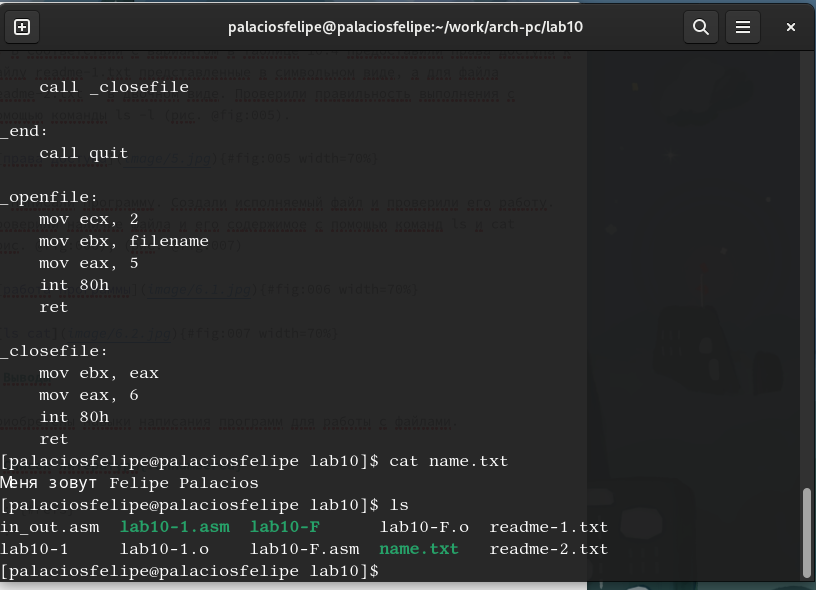 palaciosfelipe@palaciosfelipe:~/work/arch-pc/lab10
call _closefile
_end:
call quit
_openfile:
mov ecx, 2
mov ebx, filename
mov eax, 5
int 80h
ret
_closefile:
mov ebx, eax
mov eax, 6
int 80h
ret
[palaciosfelipe@palaciosfelipe lab10]$ cat name.txt
Меня зовут Felipe Palacios
[palaciosfelipe@palaciosfelipe lab10]$ ls
in_out.asm lab10-1.asm lab10-F lab10-F.o readme-1.txt
lab10-1 lab10-1.o lab10-F.asm name.txt readme-2.txt
[palaciosfelipe@palaciosfelipe lab10]$